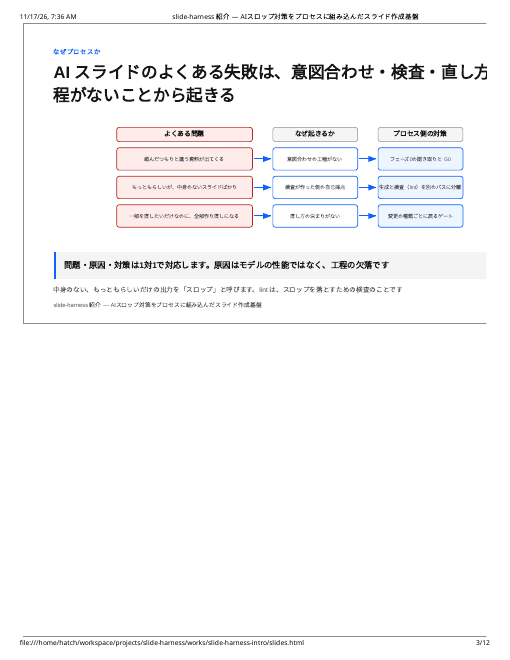 11/17/26, 7:36 AM
slide-harness 紹介 — AIスロップ対策をプロセスに組み込んだスライド作成基盤
なぜプロセスか
AI スライドのよくある失敗は、意図合わせ・検査・直し方
程がないことから起きる
よくある問題 なぜ起きるか プロセス側の対策
頼んだつもりと違う資料が出てくる 意図合わせの工程がない フェーズ0の聞き取りと G0
もっともらしいが、中身のないスライドばかり 検査が作った側の自己採点 生成と検査（lint）を別のパスに分離
一部を直したいだけなのに、全部作り直しになる 直し方の決まりがない 変更の種類ごとに戻るゲート
問題・原因・対策は1対1で対応します。原因はモデルの性能ではなく、工程の欠落です
中身のない、もっともらしいだけの出力を「スロップ」と呼びます。lint は、スロップを落とすための検査のことです
slide-harness 紹介 — AIスロップ対策をプロセスに組み込んだスライド作成基盤
file:///home/hatch/workspace/projects/slide-harness/works/slide-harness-intro/slides.html
3/12